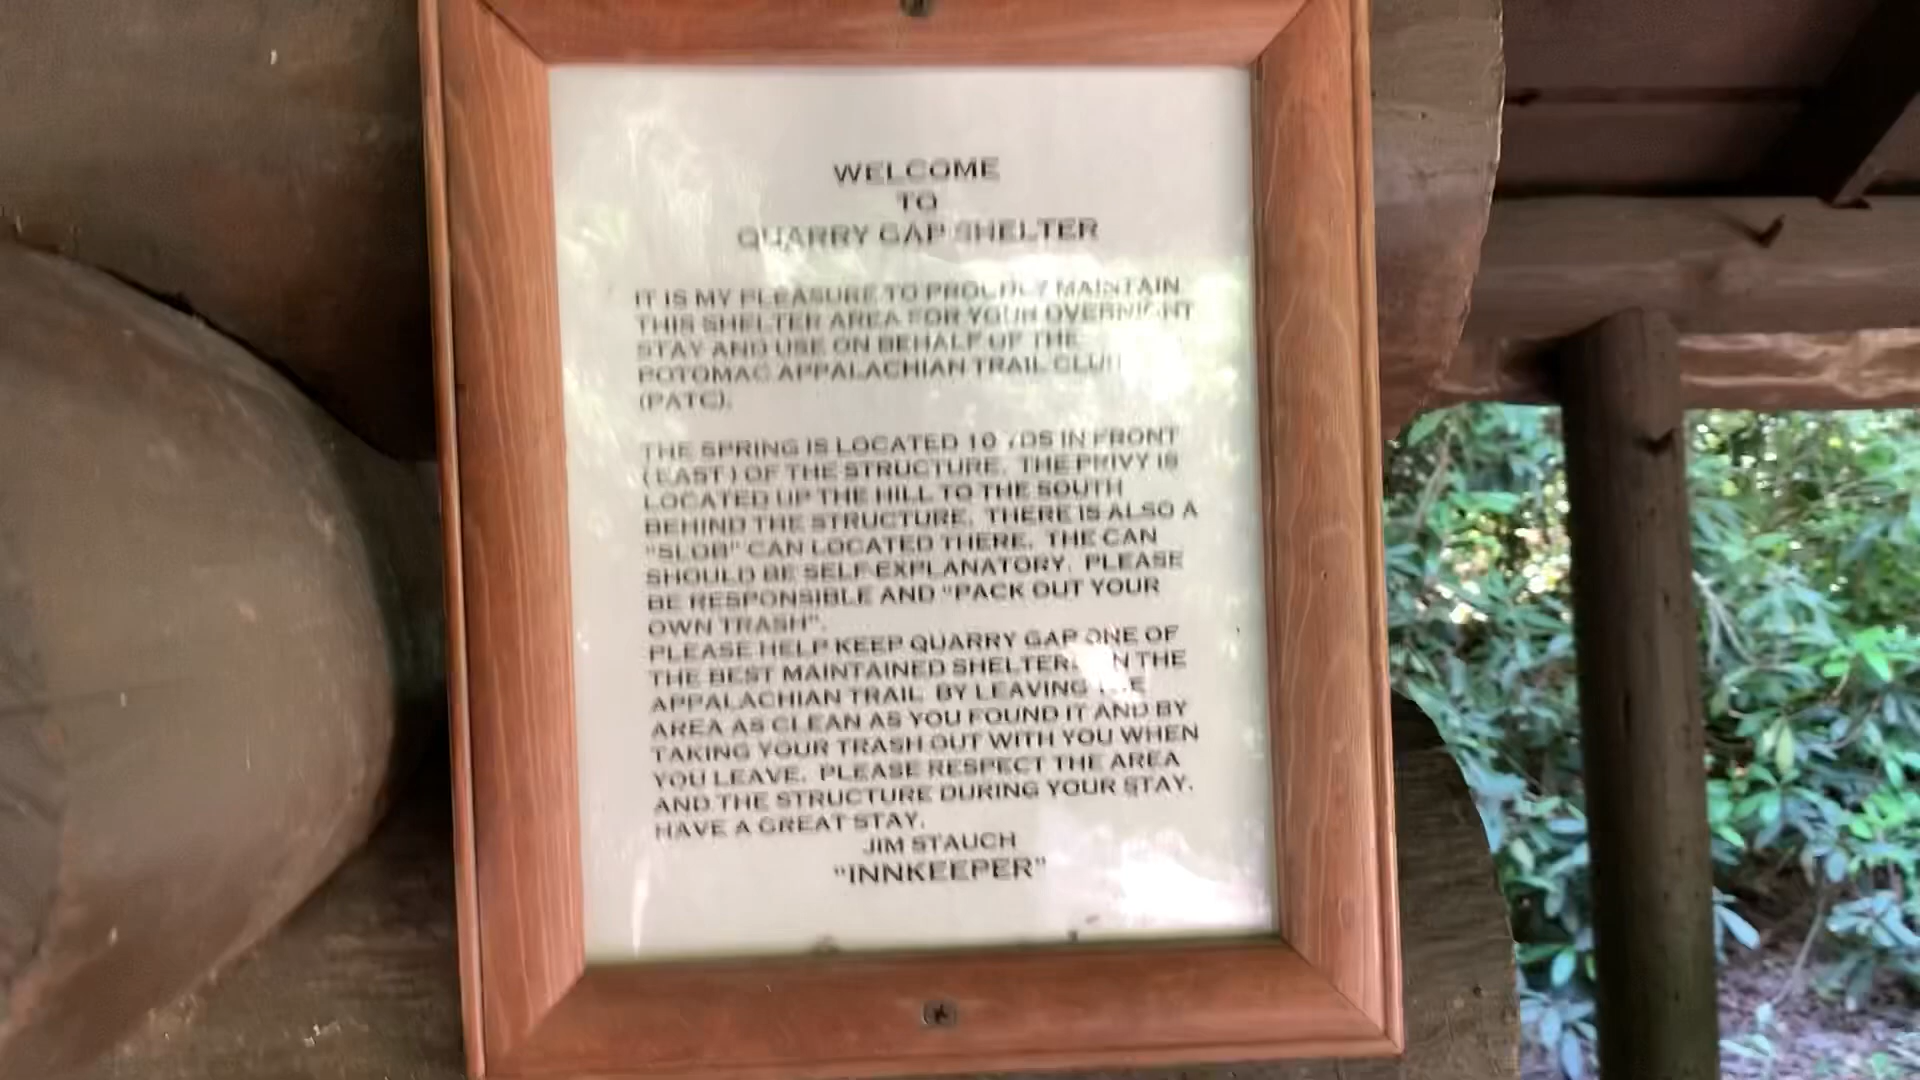 WELCOME
TO
QUARRY GAP SHELTER
IT IS MY PLEASURE TO PROUDLY MAINTAIN
THIS SHELTER AREA FOR YOUR OVERNIGHT
STAY AND USE ON BEHALF OF THE
POTOMAC APPALACHIAN TRAIL CLUB
(PATC).
THE SPRING IS LOCATED 10 YDS IN FRONT
(EAST) OF THE STRUCTURE. THE PRIVY IS
LOCATED UP THE HILL TO THE SOUTH
BEHIND THE STRUCTURE. THERE IS ALSO A
"SLOB" CAN LOCATED THERE. THE CAN
SHOULD BE SELF-EXPLANATORY. PLEASE
BE RESPONSIBLE AND "PACK OUT YOUR
OWN TRASH".
PLEASE HELP KEEP QUARRY GAP ONE OF
THE BEST MAINTAINED SHELTERS IN THE
APPALACHIAN TRAIL BY LEAVING THE
AREA AS CLEAN AS YOU FOUND IT AND BY
TAKING YOUR TRASH OUT WITH YOU WHEN
YOU LEAVE. PLEASE RESPECT THE AREA
AND THE STRUCTURE DURING YOUR STAY.
HAVE A GREAT STAY.
JIM STAUCH
"INNKEEPER"